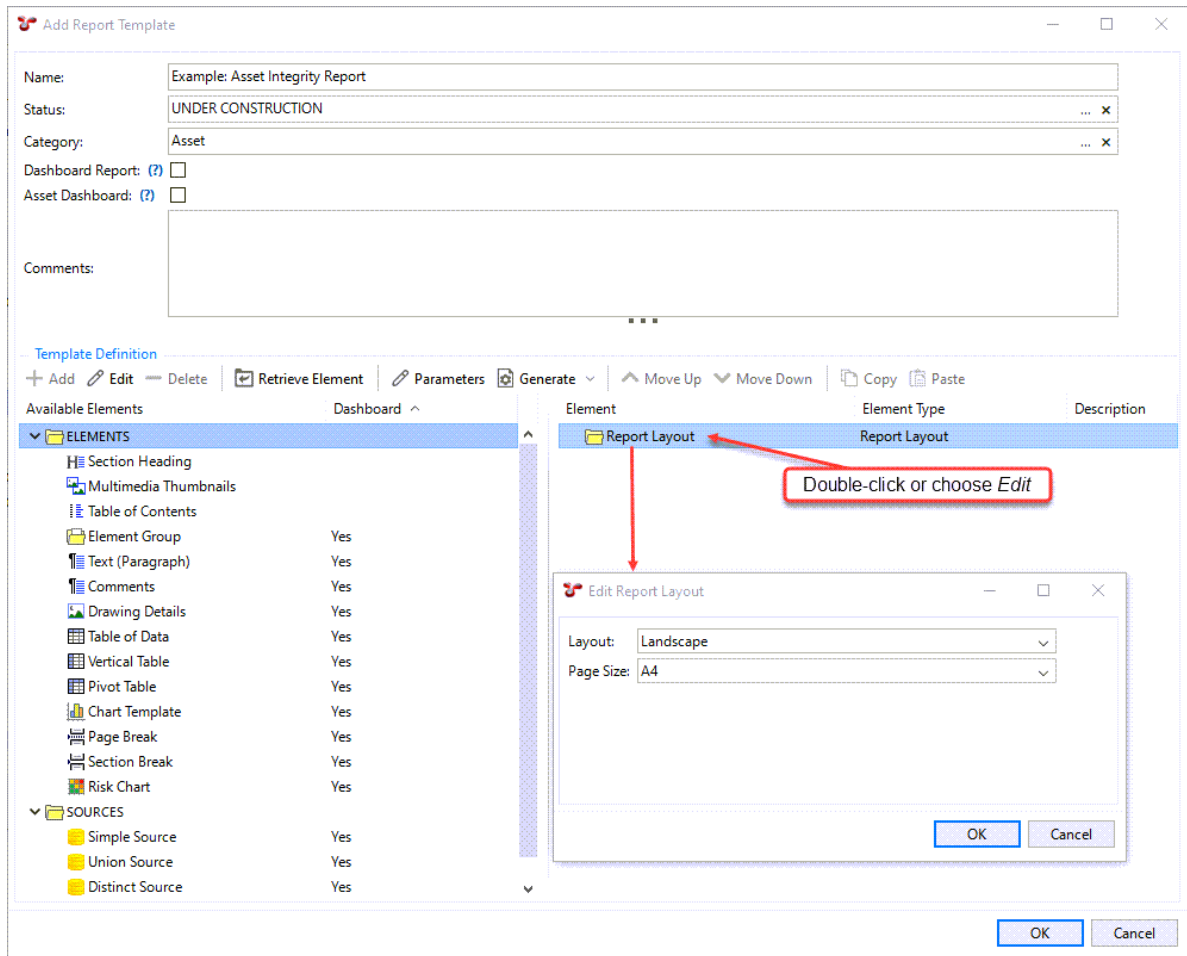 Add Report Template
Name: Example: Asset Integrity Report
Status: UNDER CONSTRUCTION ...
Category: Asset ...
Dashboard Report: (?)
Asset Dashboard: (?)
Comments:
Template Definition
Add Edit Delete Retrieve Element Parameters Generate Move Up Move Down Copy Paste
Available Elements Dashboard Element Element Type Description
ELEMENTS
Report Layout Report Layout
Double-click or choose Edit
Section Heading
Multimedia Thumbnails
Table of Contents
Element Group Yes
Text (Paragraph) Yes
Comments Yes
Drawing Details Yes
Table of Data Yes
Vertical Table Yes
Pivot Table Yes
Chart Template Yes
Page Break Yes
Section Break Yes
Risk Chart Yes
SOURCES
Simple Source Yes
Union Source Yes
Distinct Source Yes
Edit Report Layout
Layout: Landscape
Page Size: A4
OK Cancel
OK Cancel